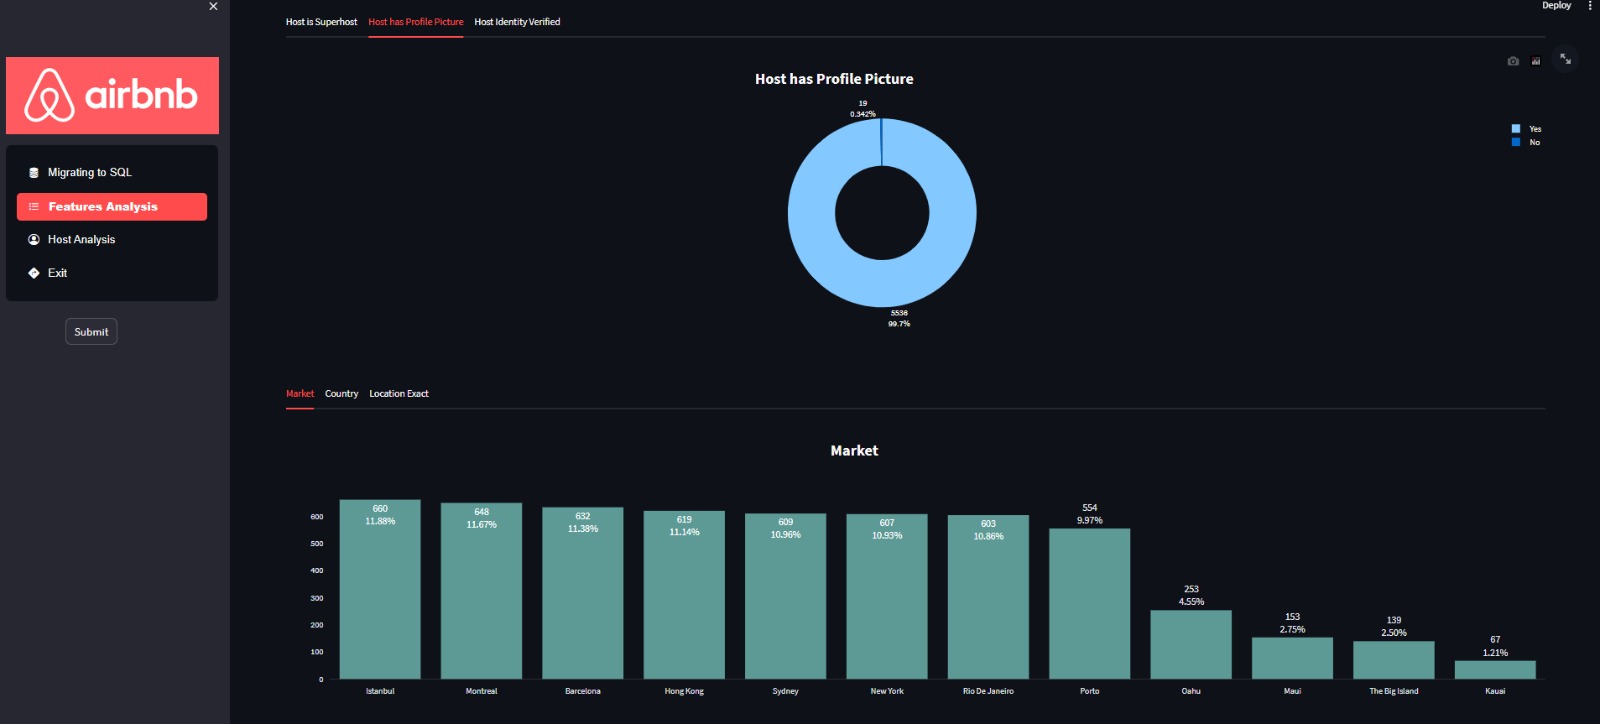 Deploy
airbnb
Migrating to SQL
Features Analysis
Host Analysis
Exit
Submit
Host is Superhost Host has Profile Picture Host Identity Verified
Host has Profile Picture
19
0.342%
Yes
No
5536
99.7%
Market Country Location Exact
Market
600
500
400
300
200
100
0
660
11.88%
648
11.67%
632
11.38%
619
11.14%
609
10.96%
607
10.93%
603
10.86%
554
9.97%
253
4.55%
153
2.75%
139
2.50%
67
1.21%
Istanbul Montreal Barcelona Hong Kong Sydney New York Rio De Janeiro Porto Oahu Maui The Big Island Kauai